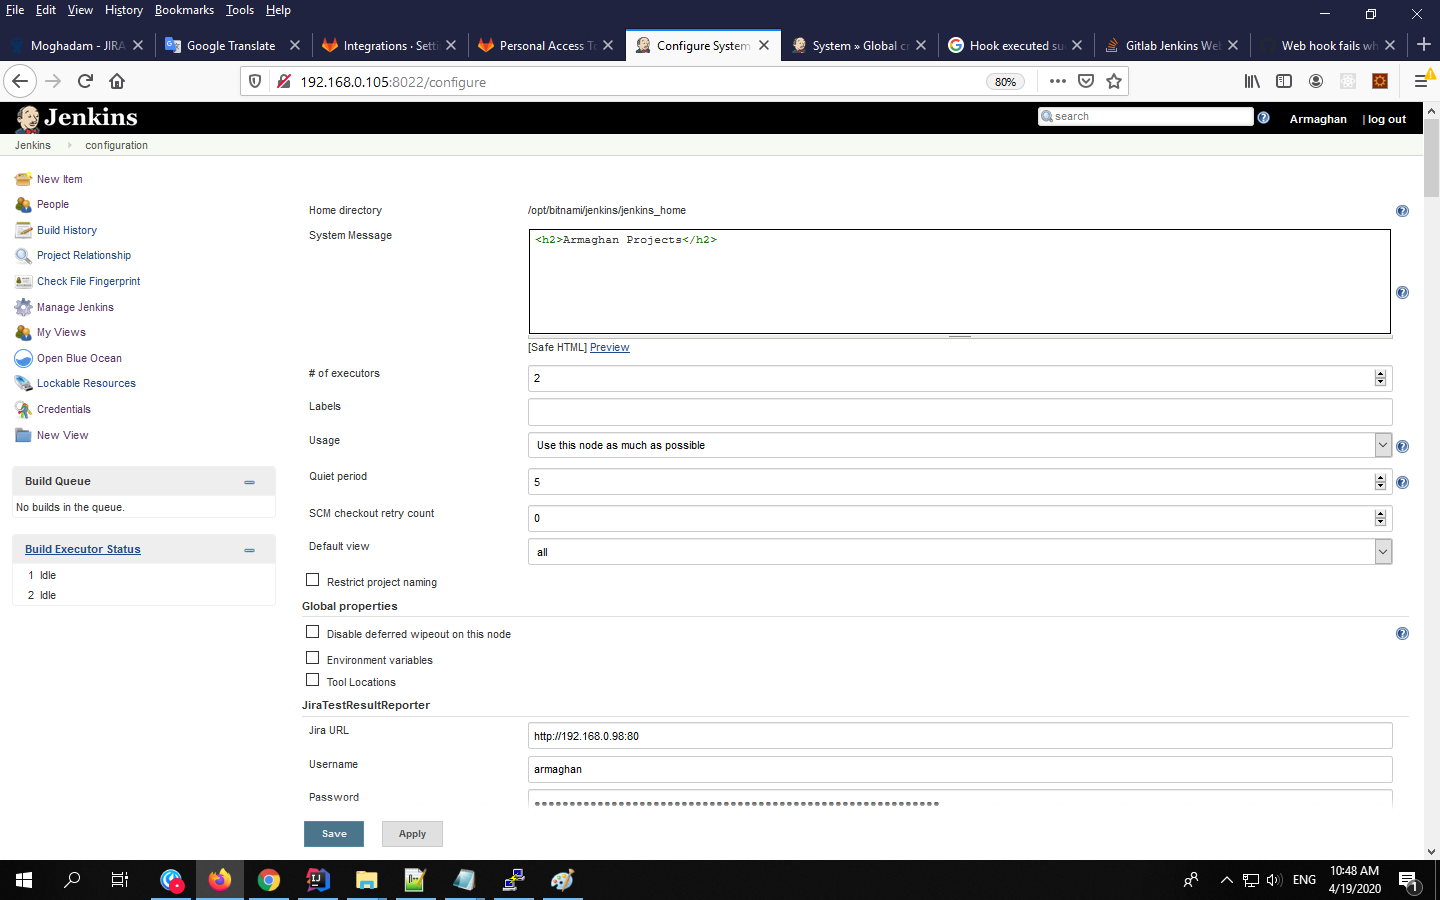 File Edit View History Bookmarks Tools Help
Moghadam - JIRA
Google Translate
Integrations · Setti
Personal Access To
Configure System
System » Global cr
Hook executed suc
Gitlab Jenkins We
Web hook fails wh
192.168.0.105:8022/configure
80%
Jenkins
search
Armaghan | log out
Jenkins configuration
New Item
People
Build History
Project Relationship
Check File Fingerprint
Manage Jenkins
My Views
Open Blue Ocean
Lockable Resources
Credentials
New View
Build Queue
No builds in the queue.
Build Executor Status
1 Idle
2 Idle
Home directory /opt/bitnami/jenkins/jenkins_home
System Message <h2>Armaghan Projects</h2>
[Safe HTML] Preview
# of executors 2
Labels
Usage Use this node as much as possible
Quiet period 5
SCM checkout retry count 0
Default view all
Restrict project naming
Global properties
Disable deferred wipeout on this node
Environment variables
Tool Locations
JiraTestResultReporter
Jira URL http://192.168.0.98:80
Username armaghan
Password
Save Apply
ENG
10:48 AM
4/19/2020
1